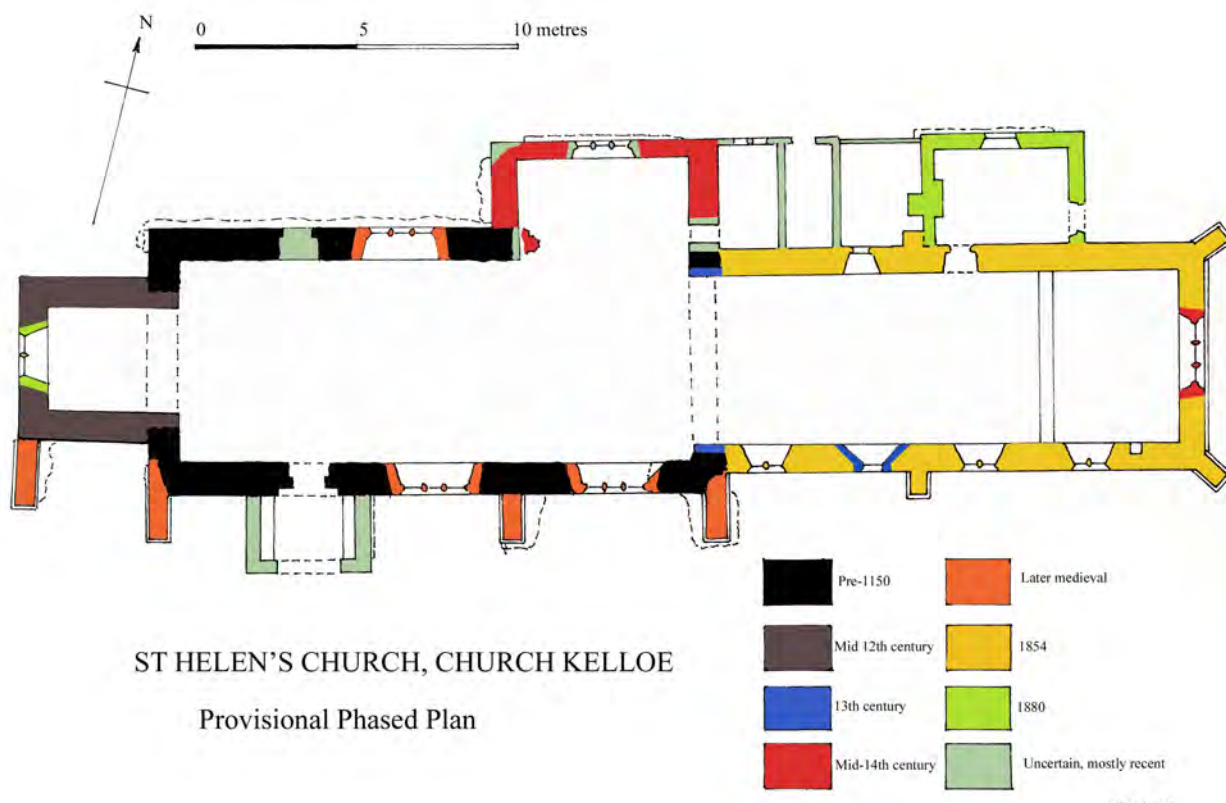 N
0 5 10 metres
ST HELEN'S CHURCH, CHURCH KELLOE
Provisional Phased Plan
Pre-1150
Mid 12th century
13th century
Mid-14th century
Later medieval
1854
1880
Uncertain, mostly recent